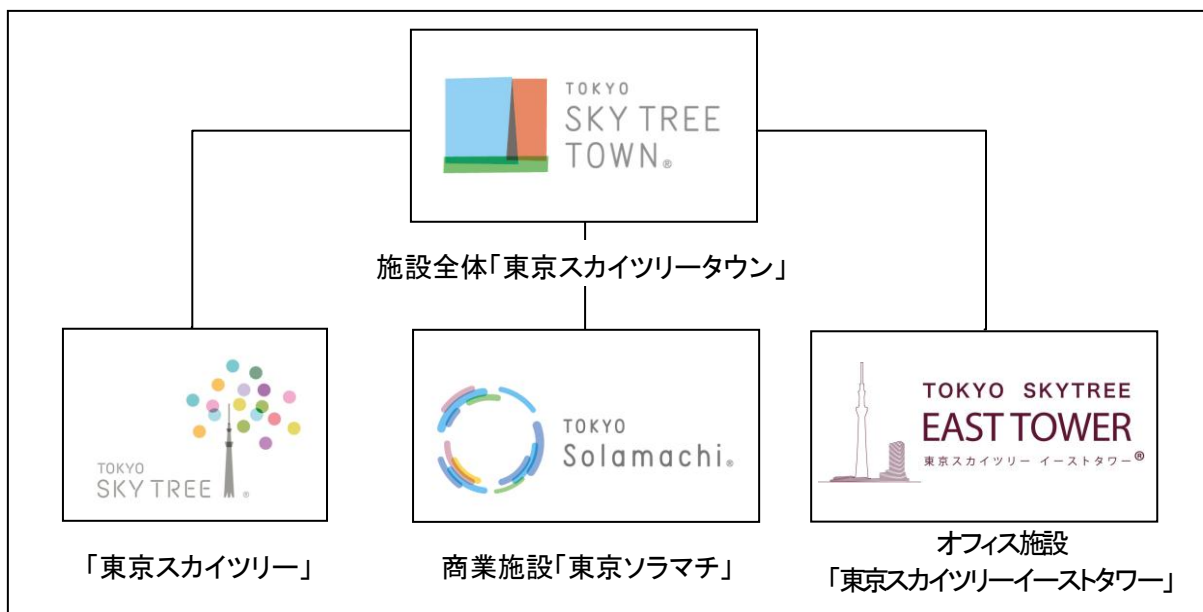 TOKYO
SKY TREE
TOWN®
施設全体「東京スカイツリータウン」
TOKYO
SKY TREE ®
「東京スカイツリー」
TOKYO
Solamachi®
商業施設「東京ソラマチ」
TOKYO SKYTREE
EAST TOWER
東京スカイツリー イーストタワー®
オフィス施設
「東京スカイツリーイーストタワー」